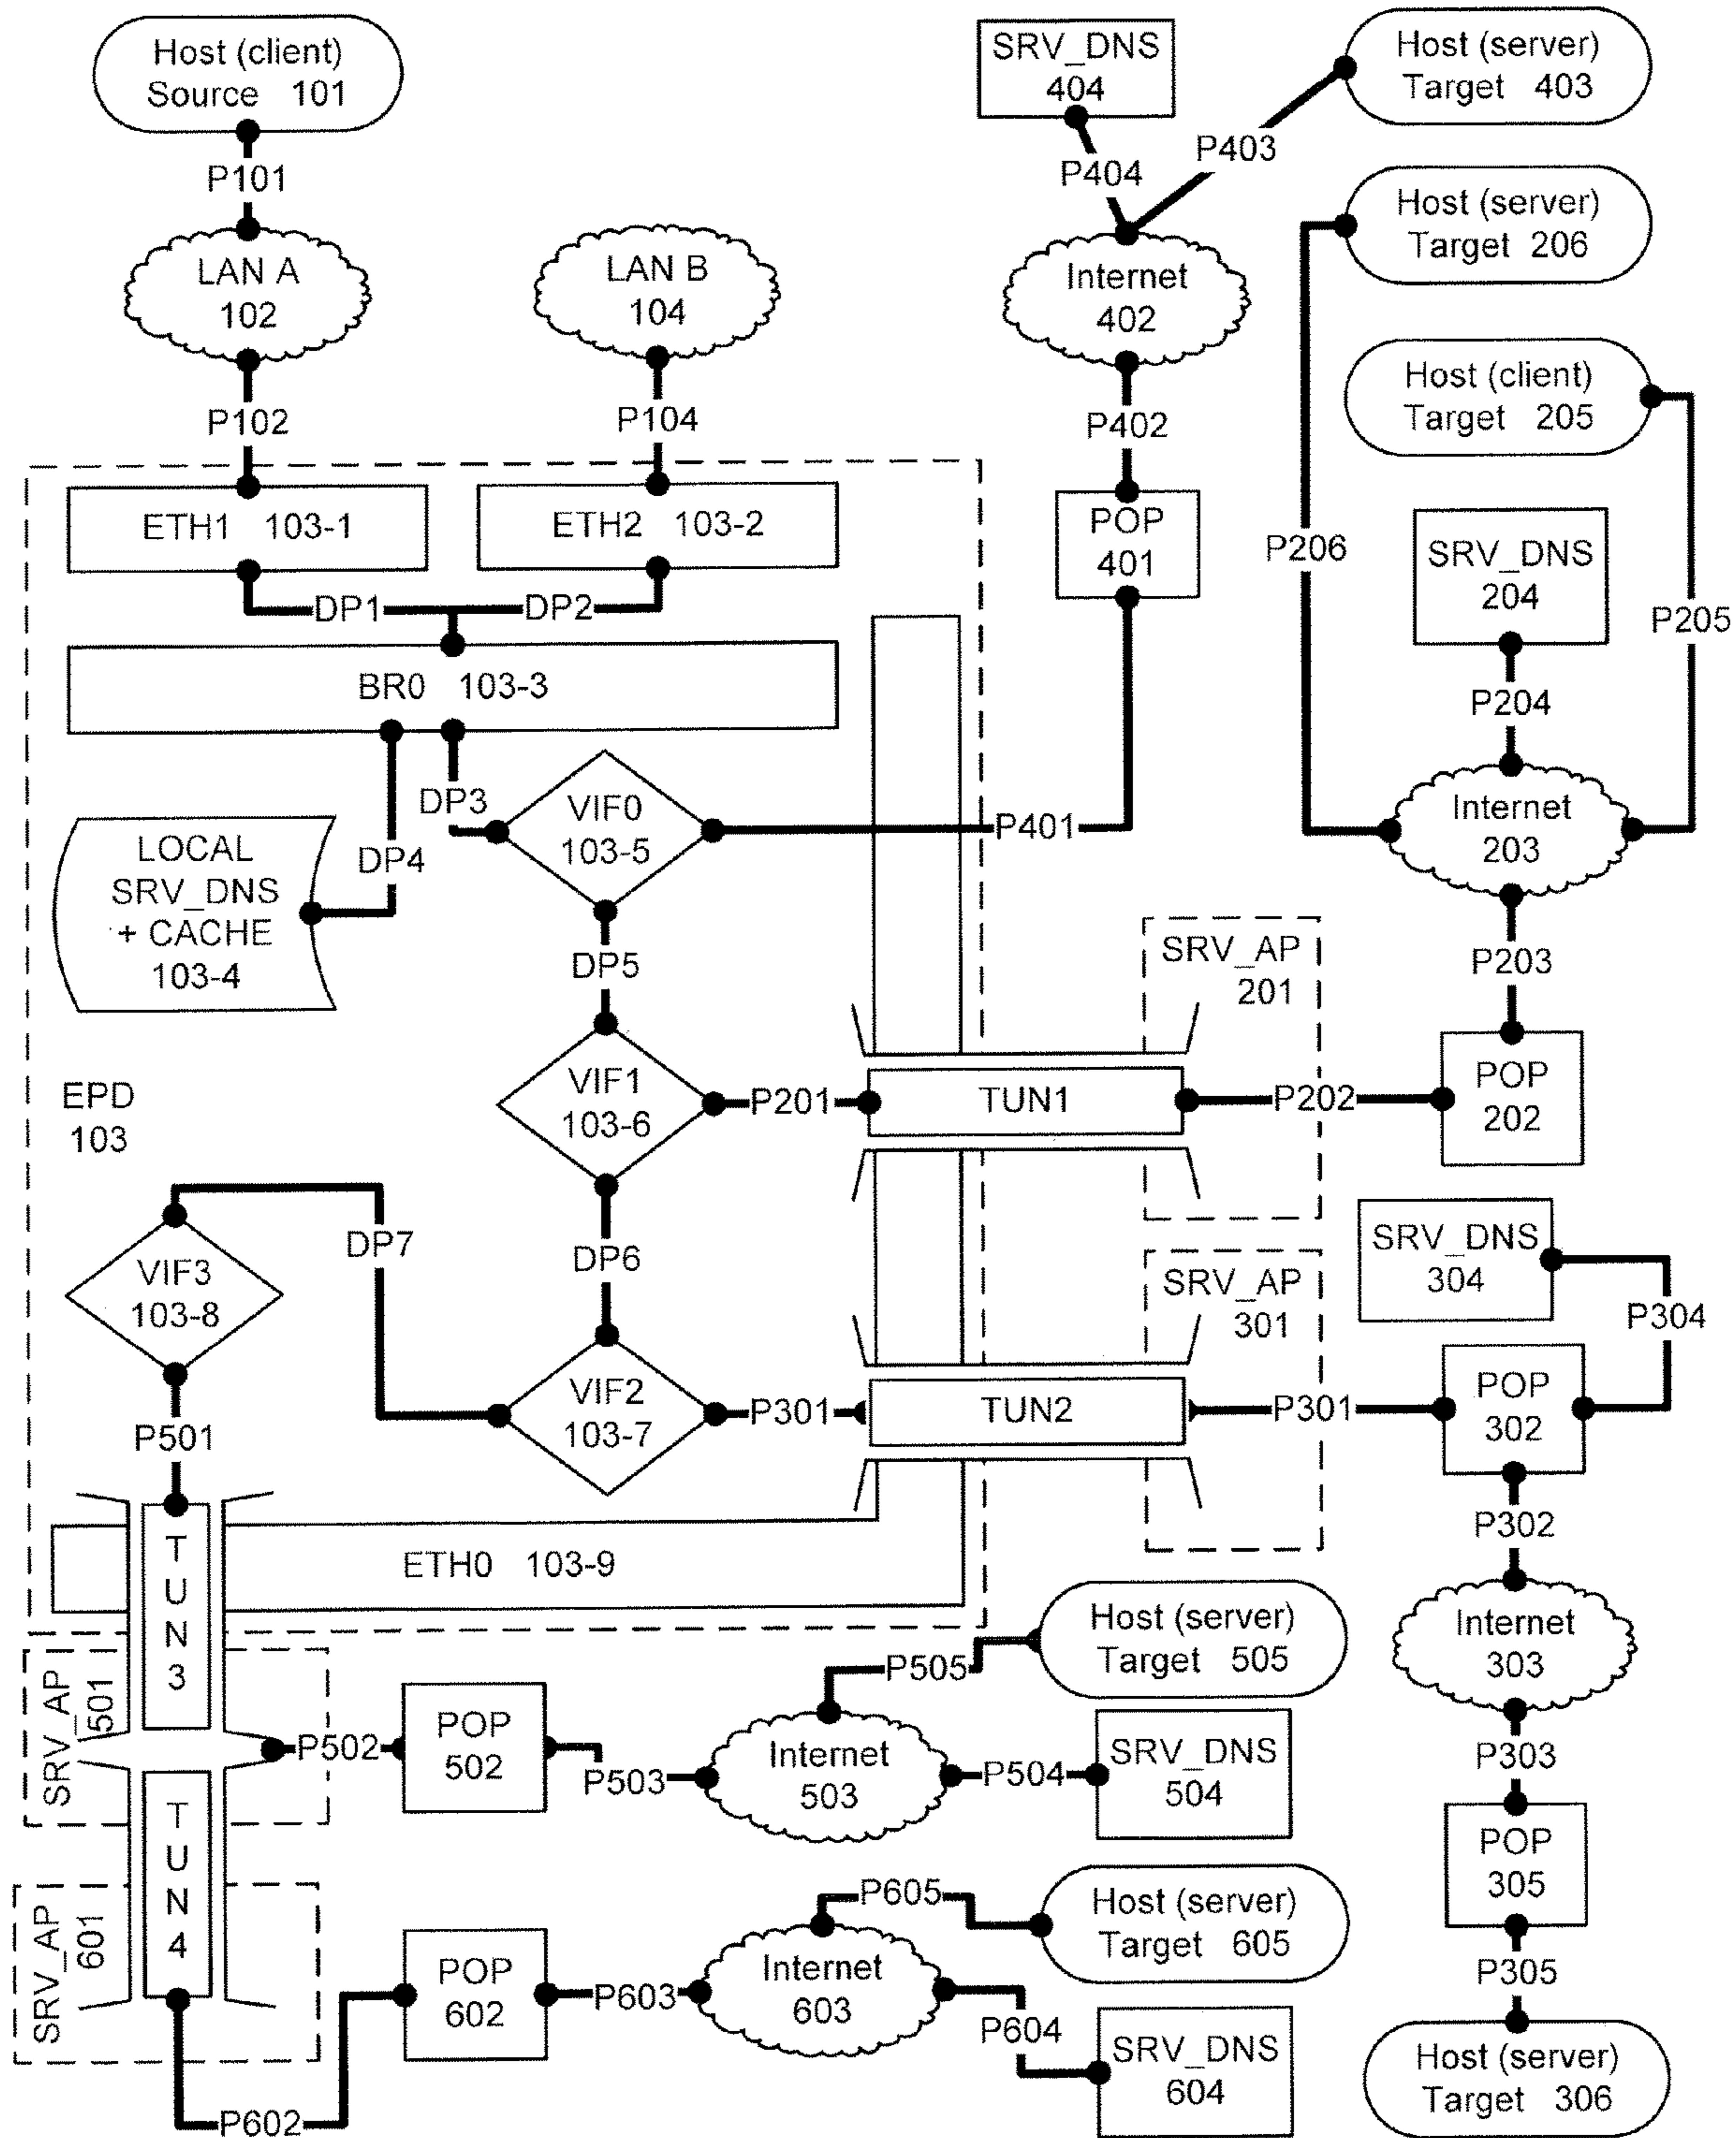 Host (client)
Source 101
P101
LAN A
102
P102
LAN B
104
P104
SRV_DNS
404
P404
P403
Host (server)
Target 403
Internet
402
P402
POP
401
Host (server)
Target 206
P206
Host (client)
Target 205
P205
SRV_DNS
204
P204
Internet
203
P203
ETH1 103-1
ETH2 103-2
DP1
DP2
BR0 103-3
DP3
DP4
LOCAL
SRV_DNS
+ CACHE
103-4
VIF0
103-5
P401
DP5
SRV_AP
201
EPD
103
VIF1
103-6
P201
TUN1
P202
POP
202
DP7
DP6
VIF3
103-8
SRV_AP
301
SRV_DNS
304
P304
P501
VIF2
103-7
P301
TUN2
P301
POP
302
P302
ETH0 103-9
TUN3
Internet
303
P303
POP
305
P305
Host (server)
Target 306
SRV_AP
501
P502
POP
502
P503
Internet
503
P505
Host (server)
Target 505
P504
SRV_DNS
504
TUN4
SRV_AP
601
P602
POP
602
P603
Internet
603
P605
Host (server)
Target 605
P604
SRV_DNS
604